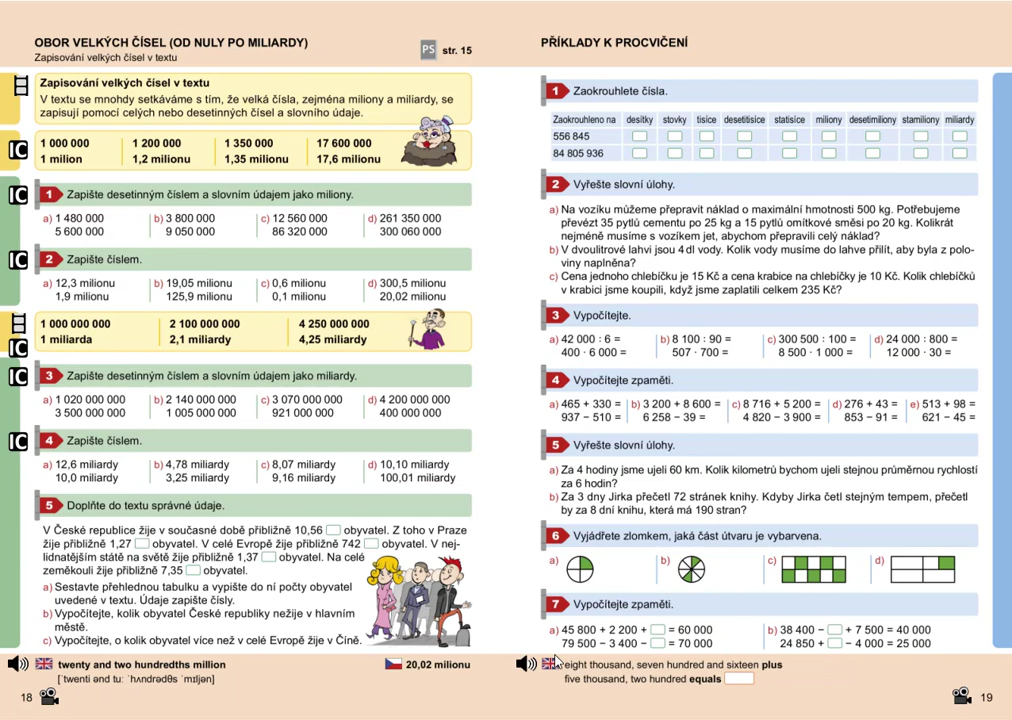 OBOR VELKÝCH ČÍSEL (OD NULY PO MILIARDY)
Zapisování velkých čísel v textu
PS str. 15
Zapisování velkých čísel v textu
V textu se mnohdy setkáváme s tím, že velká čísla, zejména miliony a miliardy, se
zapisují pomocí celých nebo desetinných čísel a slovního údaje.
1 000 000 1 200 000 1 350 000 17 600 000
1 milion 1,2 milionu 1,35 milionu 17,6 milionu
1 Zapište desetinným číslem a slovním údajem jako miliony.
a) 1 480 000 b) 3 800 000 c) 12 560 000 d) 261 350 000
5 600 000 9 050 000 86 320 000 300 060 000
2 Zapište číslem.
a) 12,3 milionu b) 19,05 milionu c) 0,6 milionu d) 300,5 milionu
1,9 milionu 125,9 milionu 0,1 milionu 20,02 milionu
1 000 000 000 2 100 000 000 4 250 000 000
1 miliarda 2,1 miliardy 4,25 miliardy
3 Zapište desetinným číslem a slovním údajem jako miliardy.
a) 1 020 000 000 b) 2 140 000 000 c) 3 070 000 000 d) 4 200 000 000
3 500 000 000 1 005 000 000 921 000 000 400 000 000
4 Zapište číslem.
a) 12,6 miliardy b) 4,78 miliardy c) 8,07 miliardy d) 10,10 miliardy
10,0 miliardy 3,25 miliardy 9,16 miliardy 100,01 miliardy
5 Doplňte do textu správné údaje.
V České republice žije v současné době přibližně 10,56 obyvatel. Z toho v Praze
žije přibližně 1,27 obyvatel. V celé Evropě žije přibližně 742 obyvatel. V nej-
lidnatějším státě na světě žije přibližně 1,37 obyvatel. Na celé
zeměkouli žije přibližně 7,35 obyvatel.
a) Sestavte přehlednou tabulku a vypište do ní počty obyvatel
uvedené v textu. Údaje zapište čísly.
b) Vypočítejte, kolik obyvatel České republiky nežije v hlavním
městě.
c) Vypočítejte, o kolik obyvatel více než v celé Evropě žije v Číně.
twenty and two hundredths million 20,02 milionu
[ˈtwenti ənd tuː ˈhʌndrədθs ˈmɪljən]
18
PŘÍKLADY K PROCVIČENÍ
1 Zaokrouhlete čísla.
Zaokrouhleno na desítky stovky tisíce desetitisíce statisíce miliony desetimiliony stamiliony miliardy
556 845
84 805 936
2 Vyřešte slovní úlohy.
a) Na vozíku můžeme přepravit náklad o maximální hmotnosti 500 kg. Potřebujeme
převézt 35 pytlů cementu po 25 kg a 15 pytlů omítkové směsi po 20 kg. Kolikrát
nejméně musíme s vozíkem jet, abychom přepravili celý náklad?
b) V dvoulitrové lahvi jsou 4 dl vody. Kolik vody musíme do lahve přilít, aby byla z polo-
viny naplněna?
c) Cena jednoho chlebíčku je 15 Kč a cena krabice na chlebíčky je 10 Kč. Kolik chlebíčků
v krabici jsme koupili, když jsme zaplatili celkem 235 Kč?
3 Vypočítejte.
a) 42 000 : 6 = b) 8 100 : 90 = c) 300 500 : 100 = d) 24 000 : 800 =
400 · 6 000 = 507 · 700 = 8 500 · 1 000 = 12 000 · 30 =
4 Vypočítejte zpaměti.
a) 465 + 330 = b) 3 200 + 8 600 = c) 8 716 + 5 200 = d) 276 + 43 = e) 513 + 98 =
937 − 510 = 6 258 − 39 = 4 820 − 3 900 = 853 − 91 = 621 − 45 =
5 Vyřešte slovní úlohy.
a) Za 4 hodiny jsme ujeli 60 km. Kolik kilometrů bychom ujeli stejnou průměrnou rychlostí
za 6 hodin?
b) Za 3 dny Jirka přečetl 72 stránek knihy. Kdyby Jirka četl stejným tempem, přečetl
by za 8 dní knihu, která má 190 stran?
6 Vyjádřete zlomkem, jaká část útvaru je vybarvena.
a) b) c) d)
7 Vypočítejte zpaměti.
a) 45 800 + 2 200 + = 60 000 b) 38 400 − + 7 500 = 40 000
79 500 − 3 400 − = 70 000 24 850 + − 4 000 = 25 000
eight thousand, seven hundred and sixteen plus
five thousand, two hundred equals
19